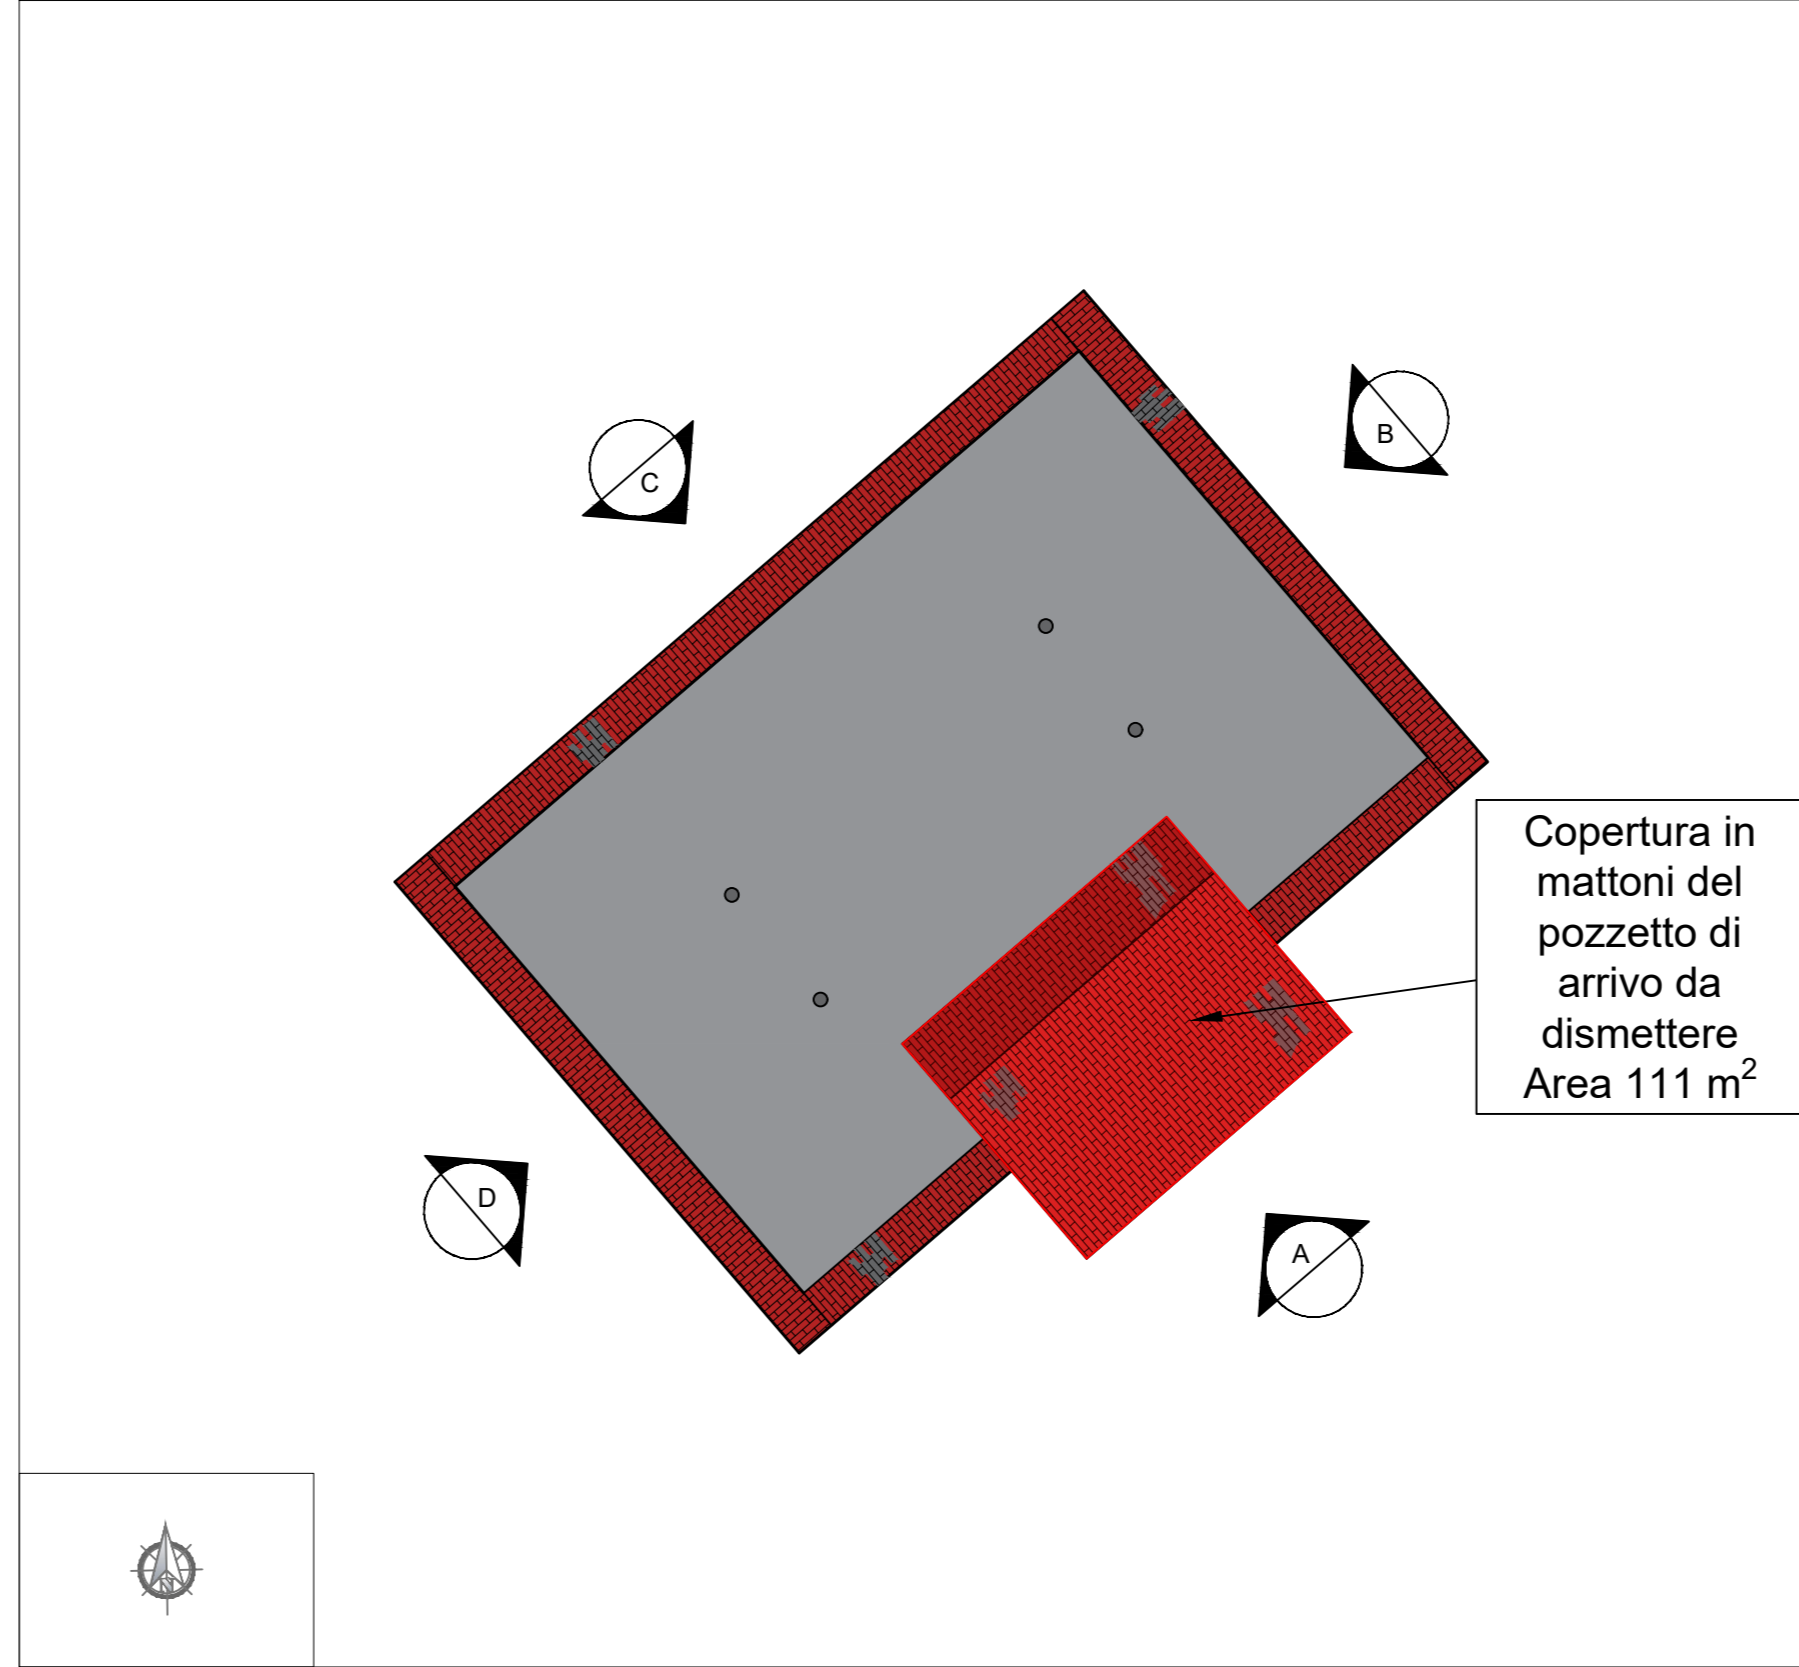 C
B
Copertura in
mattoni del
pozzetto di
arrivo da
dismettere
Area 111 m²
D
A
N